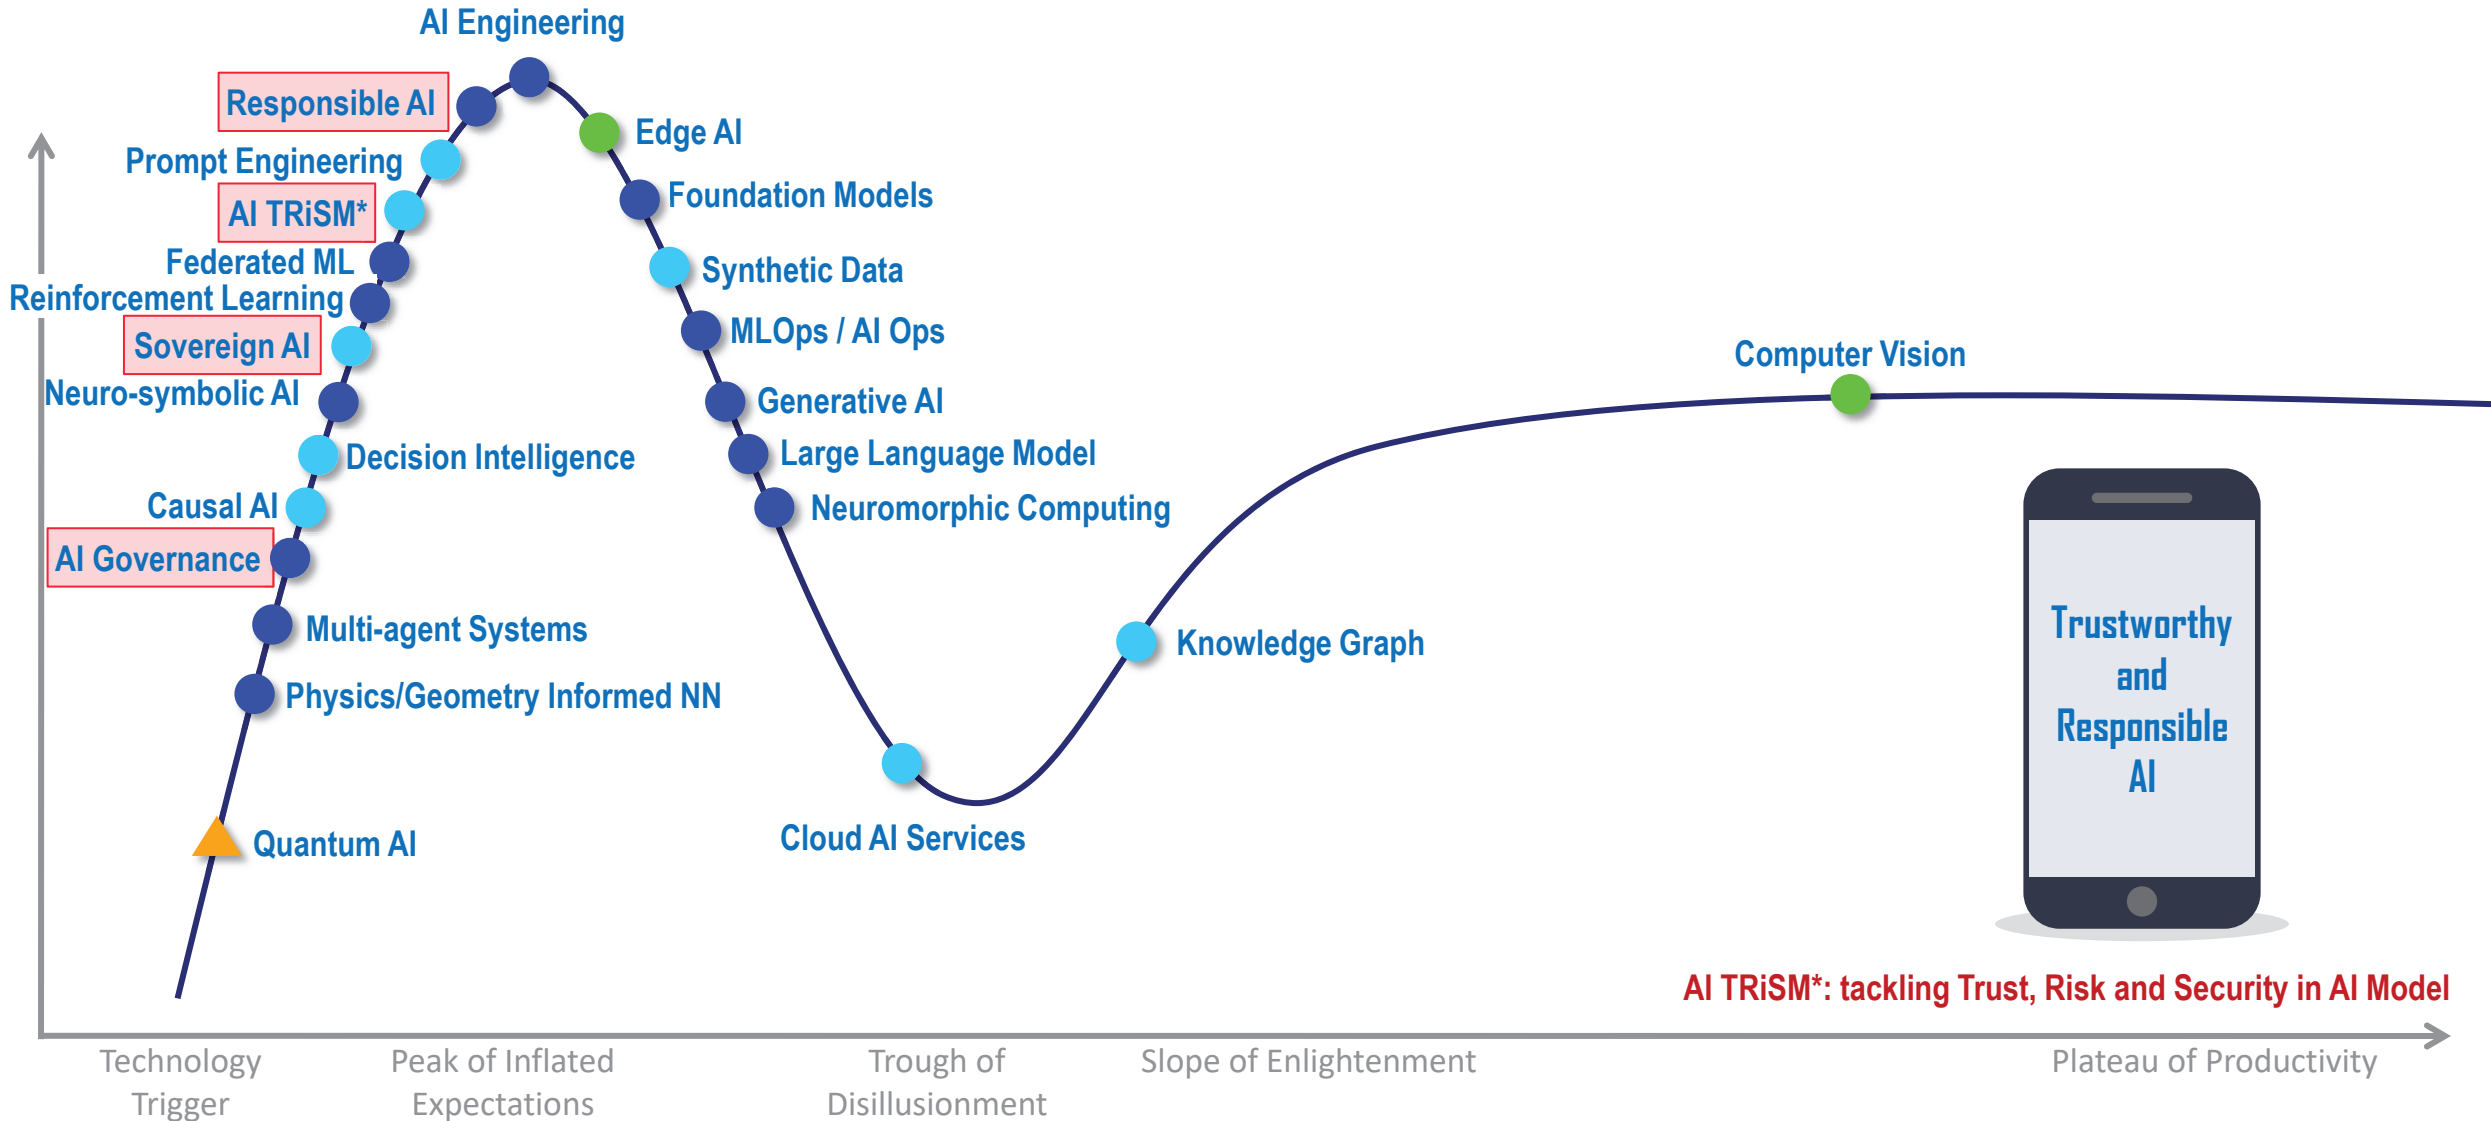 AI Engineering
Responsible AI
Edge AI
Prompt Engineering
Foundation Models
AI TRiSM*
Federated ML
Synthetic Data
Reinforcement Learning
MLOps / AI Ops
Sovereign AI
Computer Vision
Neuro-symbolic AI
Generative AI
Decision Intelligence
Large Language Model
Causal AI
Neuromorphic Computing
AI Governance
Multi-agent Systems
Knowledge Graph
Physics/Geometry Informed NN
Trustworthy
and
Responsible
AI
Quantum AI
Cloud AI Services
AI TRiSM*: tackling Trust, Risk and Security in AI Model
Technology
Trigger
Peak of Inflated
Expectations
Trough of
Disillusionment
Slope of Enlightenment
Plateau of Productivity